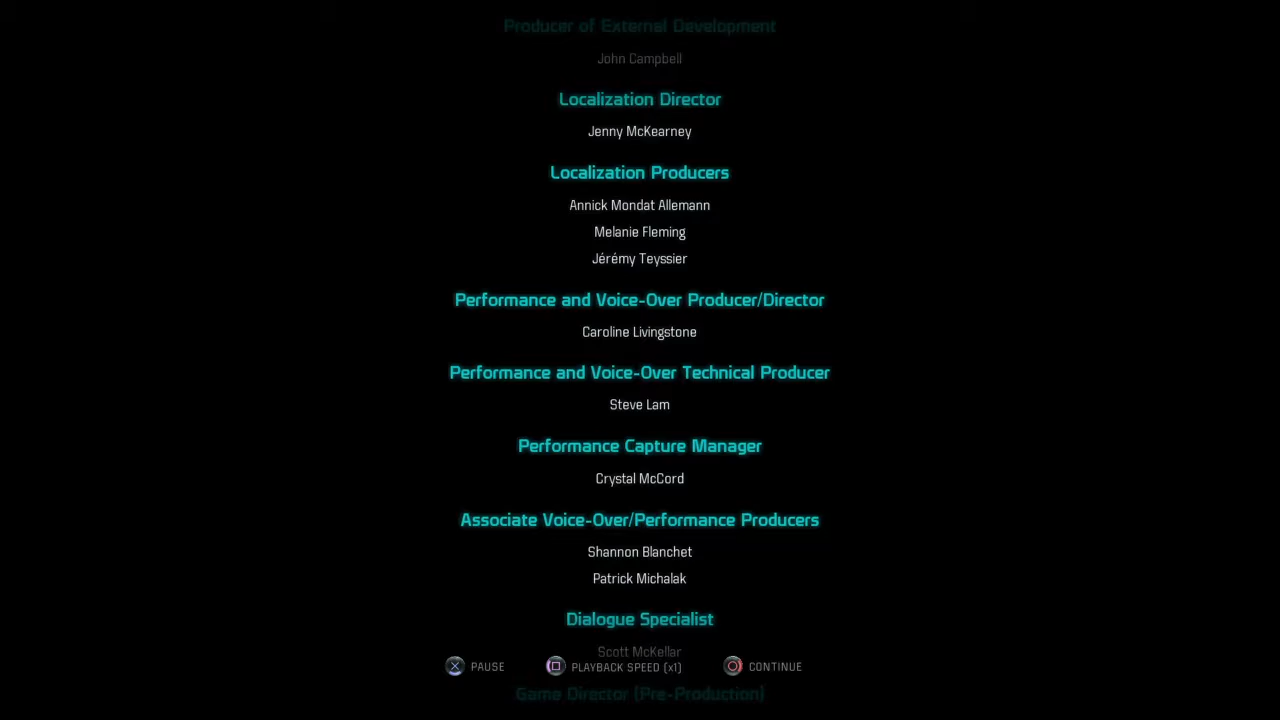 Producer of External Development
John Campbell
Localization Director
Jenny McKearney
Localization Producers
Annick Mondat Allemann
Melanie Fleming
Jérémy Teyssier
Performance and Voice-Over Producer/Director
Caroline Livingstone
Performance and Voice-Over Technical Producer
Steve Lam
Performance Capture Manager
Crystal McCord
Associate Voice-Over/Performance Producers
Shannon Blanchet
Patrick Michalak
Dialogue Specialist
Scott McKellar
PAUSE PLAYBACK SPEED (x1) CONTINUE
Game Director (Pre-Production)